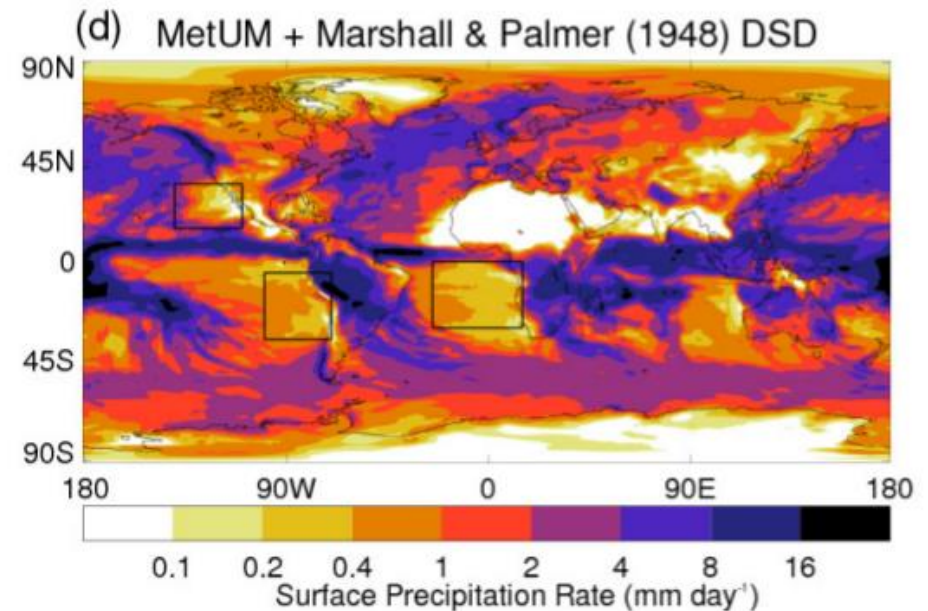 (d) MetUM + Marshall & Palmer (1948) DSD
90N
45N
0
45S
90S
180 90W 0 90E 180
0.1 0.2 0.4 1 2 4 8 16
Surface Precipitation Rate (mm day⁻¹)